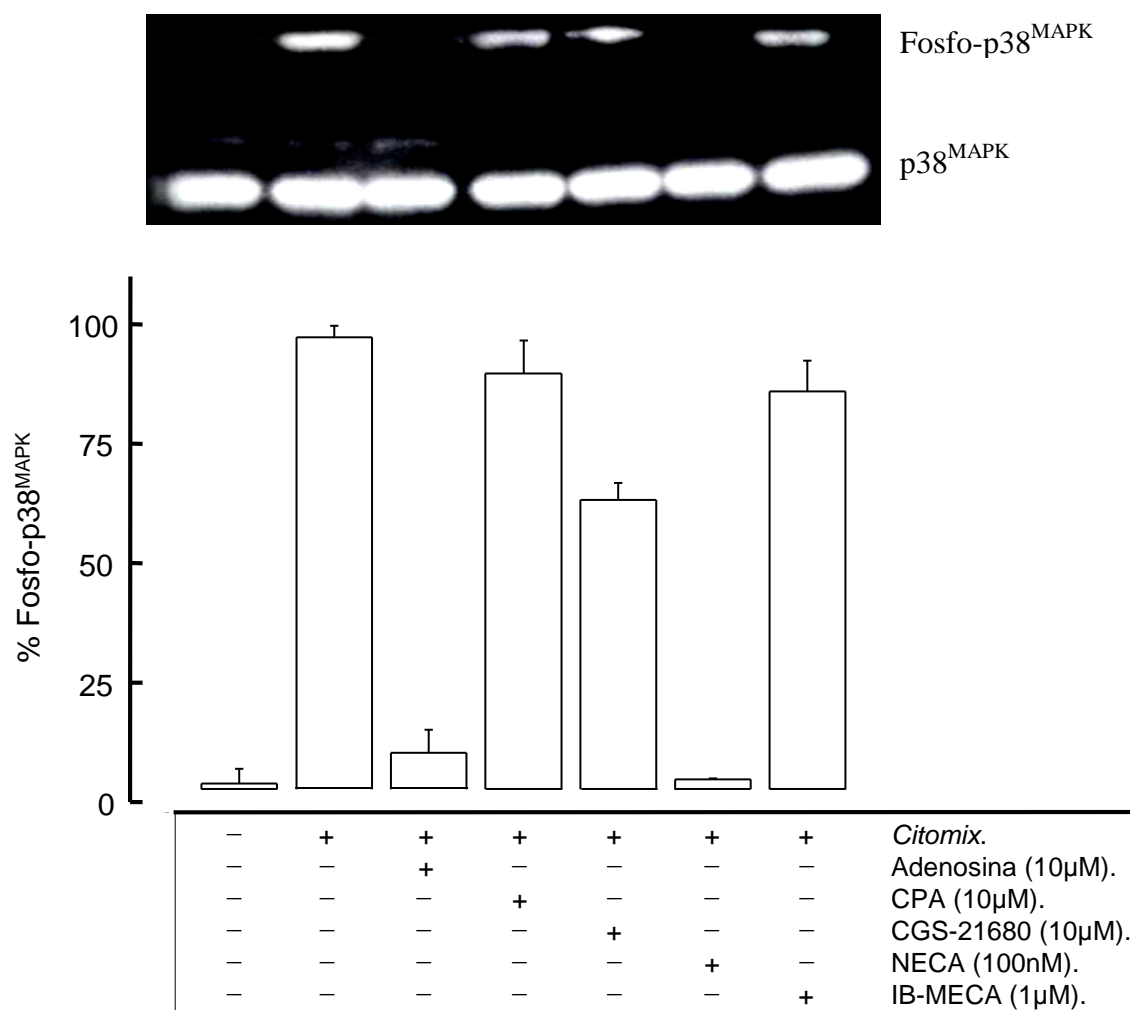 Fosfo-p38MAPK
p38MAPK
% Fosfo-p38MAPK
100
75
50
25
0
– + + + + + + Citomix.
– – + – – – – Adenosina (10µM).
– – – + – – – CPA (10µM).
– – – – + – – CGS-21680 (10µM).
– – – – – + – NECA (100nM).
– – – – – – + IB-MECA (1µM).